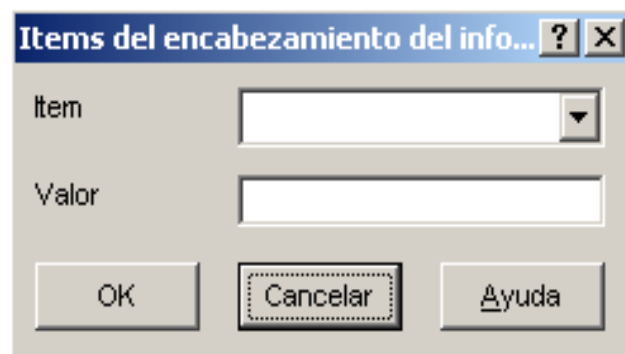 Items del encabezamiento del info... ? X
Item
Valor
OK Cancelar Ayuda